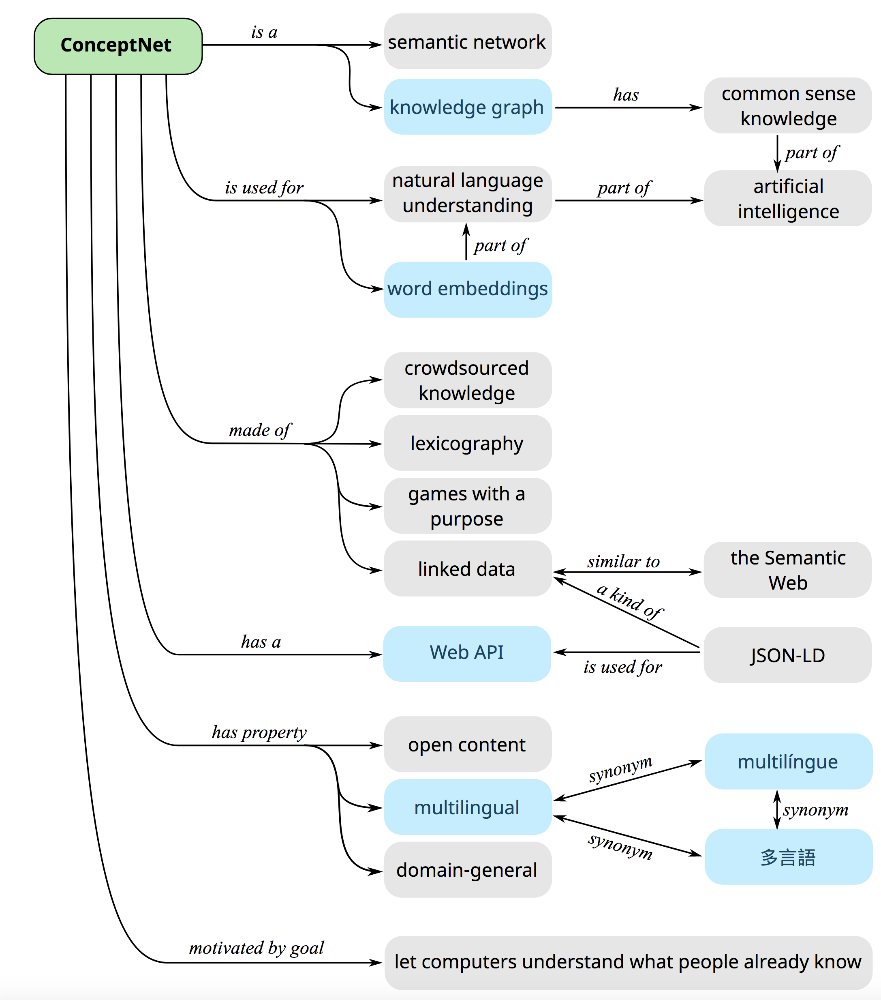 ConceptNet
is a
semantic network
knowledge graph
has
common sense
knowledge
part of
is used for
natural language
understanding
part of
artificial
intelligence
part of
word embeddings
made of
crowdsourced
knowledge
lexicography
games with a
purpose
linked data
similar to
the Semantic
Web
a kind of
has a
Web API
is used for
JSON-LD
has property
open content
multilingual
domain-general
synonym
multilíngue
synonym
synonym
多言語
motivated by goal
let computers understand what people already know